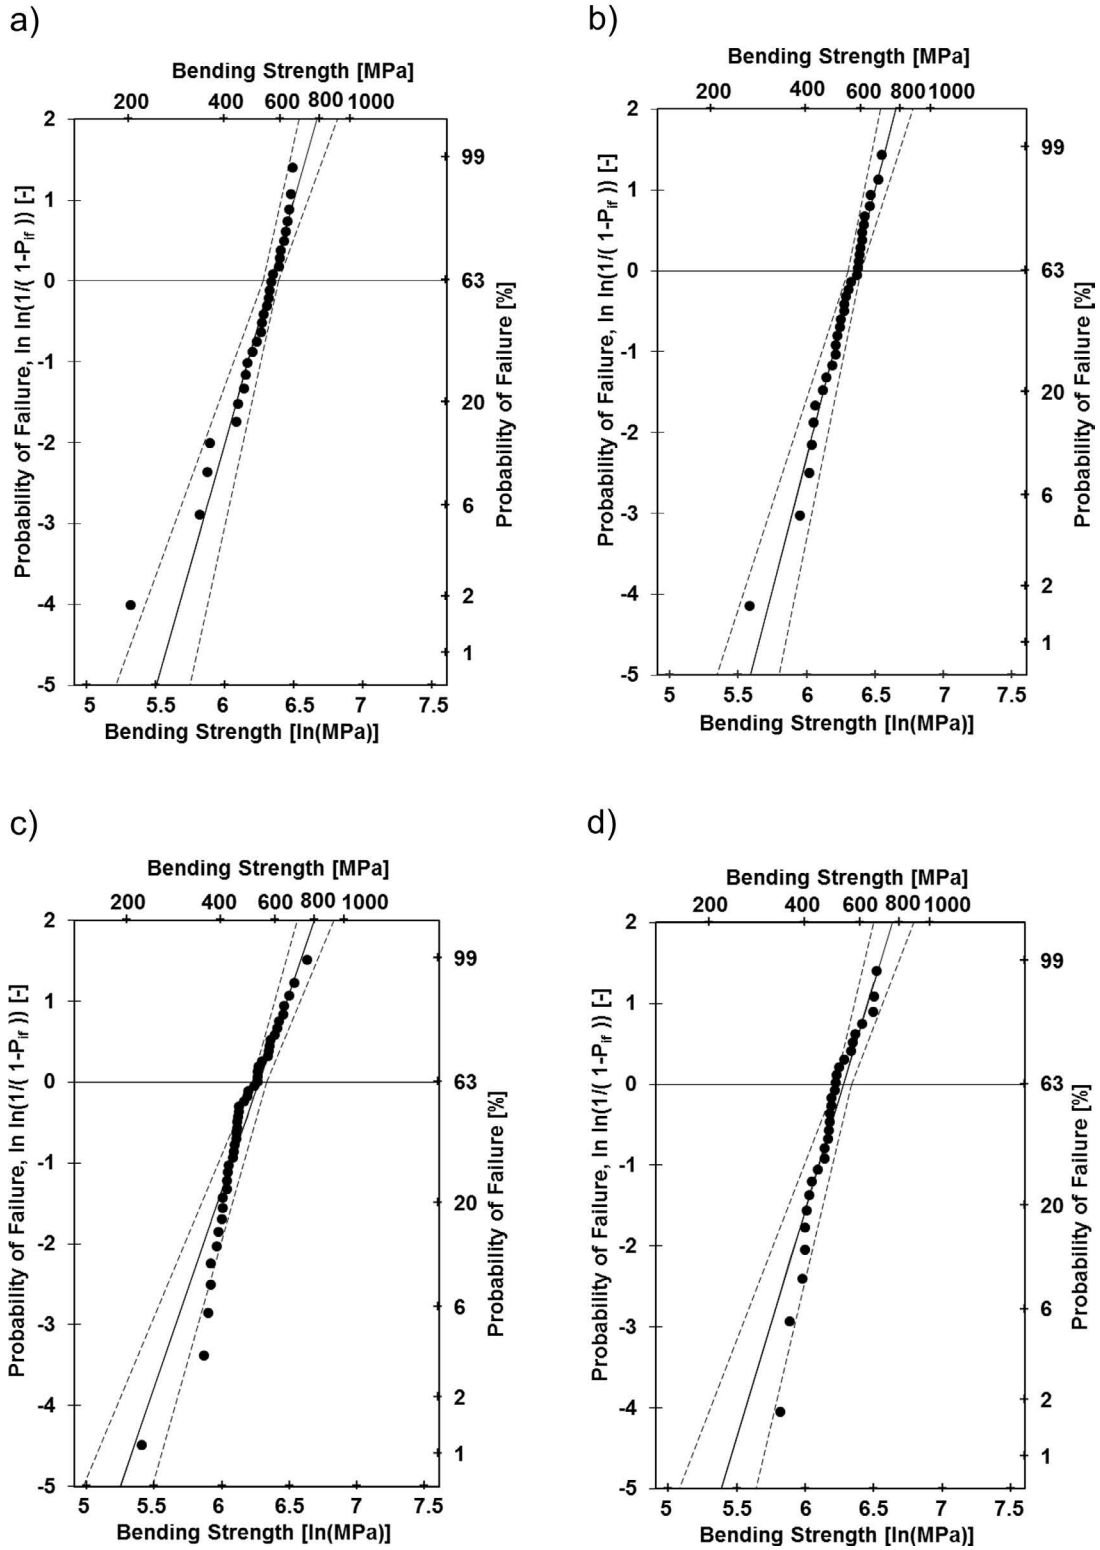 a)
Bending Strength [MPa]
200 400 600 800 1000
2
1
0
-1
-2
-3
-4
-5
Probability of Failure, ln ln(1/( 1-Pif )) [-]
99
63
20
6
2
1
Probability of Failure [%]
5 5.5 6 6.5 7 7.5
Bending Strength [ln(MPa)]
b)
Bending Strength [MPa]
200 400 600 800 1000
2
1
0
-1
-2
-3
-4
-5
Probability of Failure, ln ln(1/( 1-Pif )) [-]
99
63
20
6
2
1
Probability of Failure [%]
5 5.5 6 6.5 7 7.5
Bending Strength [ln(MPa)]
c)
Bending Strength [MPa]
200 400 600 800 1000
2
1
0
-1
-2
-3
-4
-5
Probability of Failure, ln ln(1/( 1-Pif )) [-]
99
63
20
6
2
1
Probability of Failure [%]
5 5.5 6 6.5 7 7.5
Bending Strength [ln(MPa)]
d)
Bending Strength [MPa]
200 400 600 800 1000
2
1
0
-1
-2
-3
-4
-5
Probability of Failure, ln ln(1/( 1-Pif )) [-]
99
63
20
6
2
1
Probability of Failure [%]
5 5.5 6 6.5 7 7.5
Bending Strength [ln(MPa)]